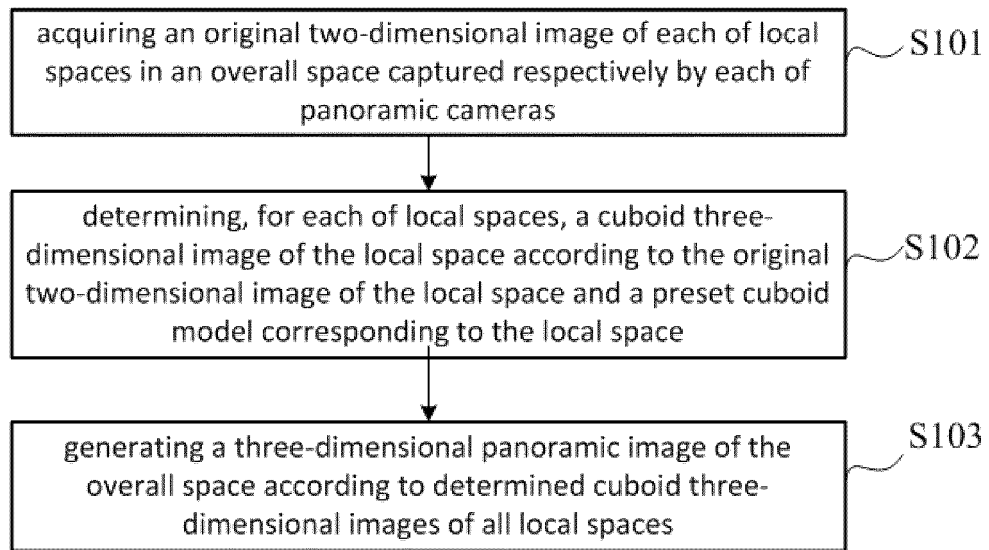 acquiring an original two-dimensional image of each of local
spaces in an overall space captured respectively by each of
panoramic cameras
S101
determining, for each of local spaces, a cuboid three-
dimensional image of the local space according to the original
two-dimensional image of the local space and a preset cuboid
model corresponding to the local space
S102
generating a three-dimensional panoramic image of the
overall space according to determined cuboid three-
dimensional images of all local spaces
S103